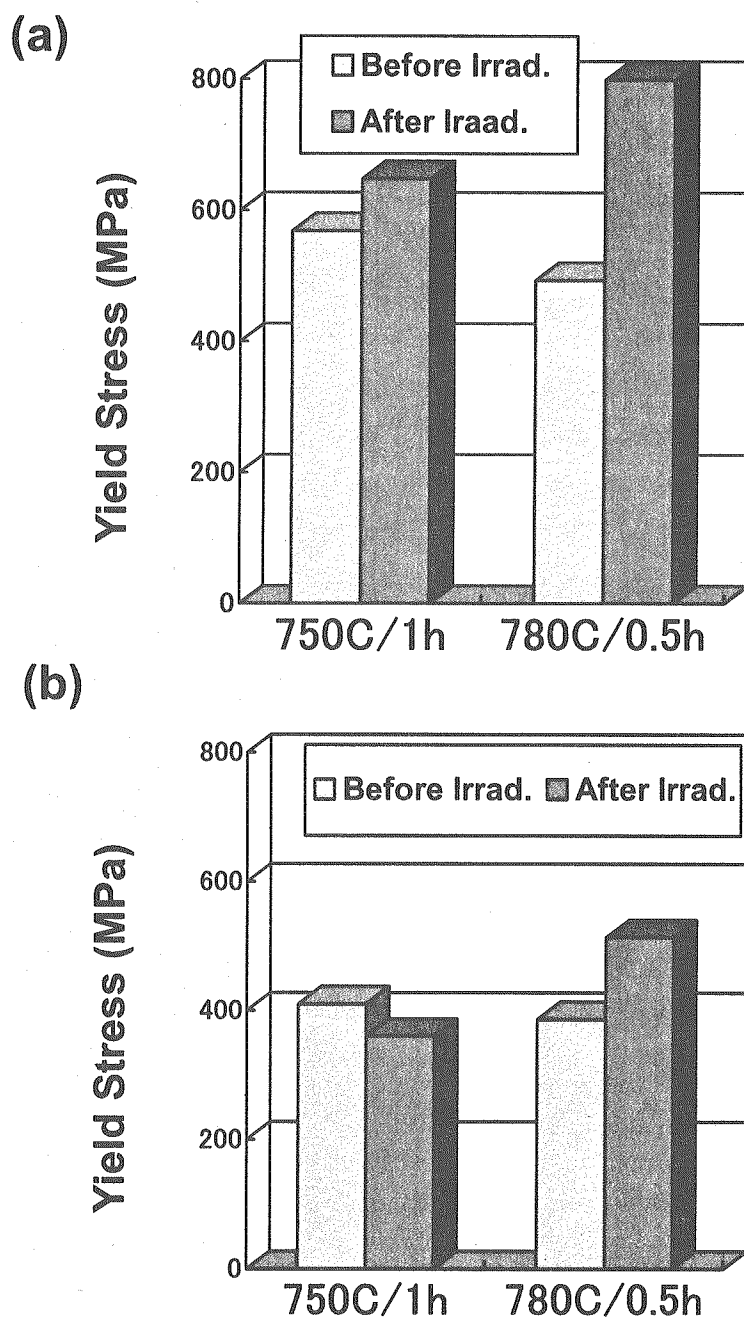 (a)
Yield Stress (MPa)
800
600
400
200
0
Before Irrad.
After Iraad.
750C/1h
780C/0.5h
(b)
Yield Stress (MPa)
800
600
400
200
0
Before Irrad. After Irrad.
750C/1h
780C/0.5h